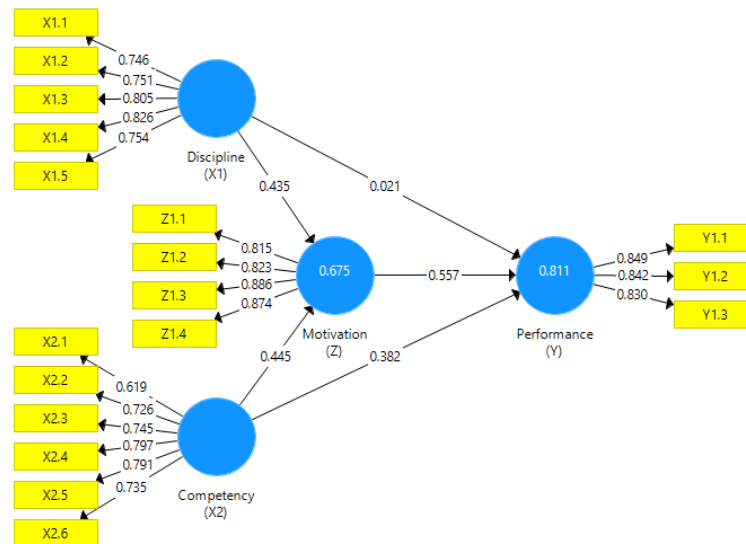 X1.1
X1.2
X1.3
X1.4
X1.5
0.746
0.751
0.805
0.826
0.754
Discipline
(X1)
0.435
0.021
Z1.1
Z1.2
Z1.3
Z1.4
0.815
0.823
0.886
0.874
0.675
Motivation
(Z)
0.557
0.811
Performance
(Y)
0.849
0.842
0.830
Y1.1
Y1.2
Y1.3
0.445
0.382
X2.1
X2.2
X2.3
X2.4
X2.5
X2.6
0.619
0.726
0.745
0.797
0.791
0.735
Competency
(X2)